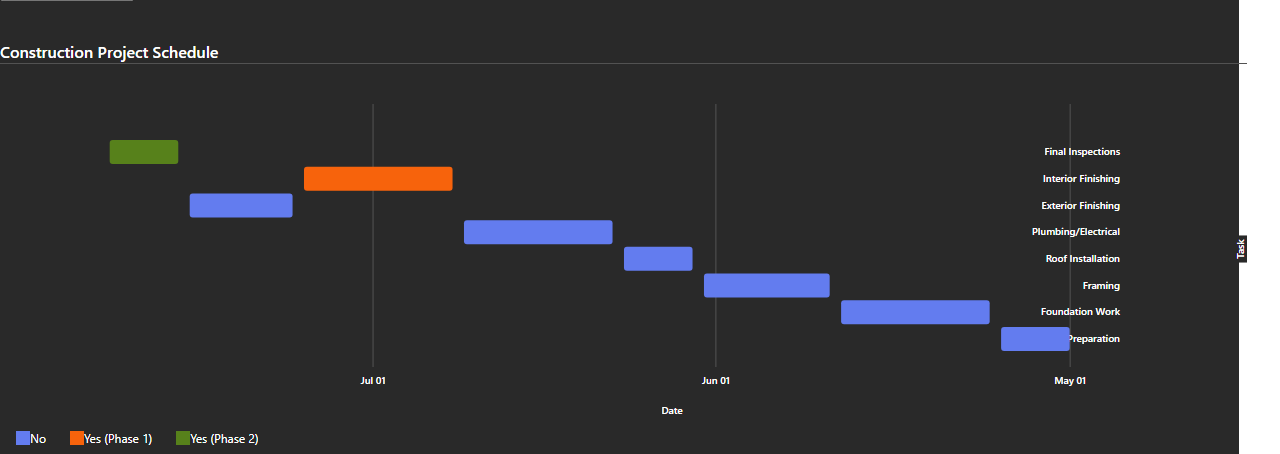 Construction Project Schedule
Final Inspections
Interior Finishing
Exterior Finishing
Plumbing/Electrical
Roof Installation
Framing
Foundation Work
Preparation
Task
Jul 01
Jun 01
May 01
Date
No
Yes (Phase 1)
Yes (Phase 2)